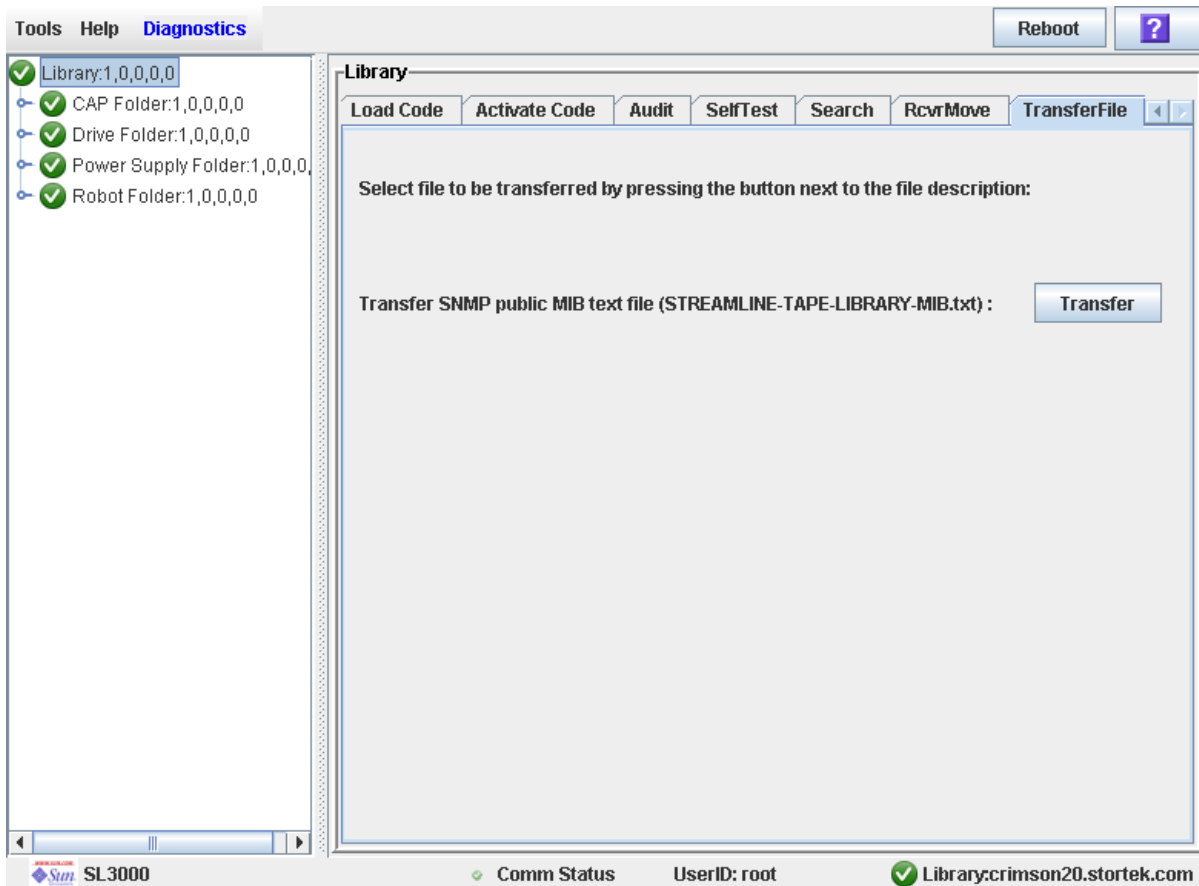 Tools Help Diagnostics Reboot ?
Library:1,0,0,0,0
CAP Folder:1,0,0,0,0
Drive Folder:1,0,0,0,0
Power Supply Folder:1,0,0,0,
Robot Folder:1,0,0,0,0
Library
Load Code Activate Code Audit SelfTest Search RcvrMove TransferFile
Select file to be transferred by pressing the button next to the file description:
Transfer SNMP public MIB text file (STREAMLINE-TAPE-LIBRARY-MIB.txt) : Transfer
WWW.SUN.COM
Sun SL3000 Comm Status UserID: root Library:crimson20.stortek.com